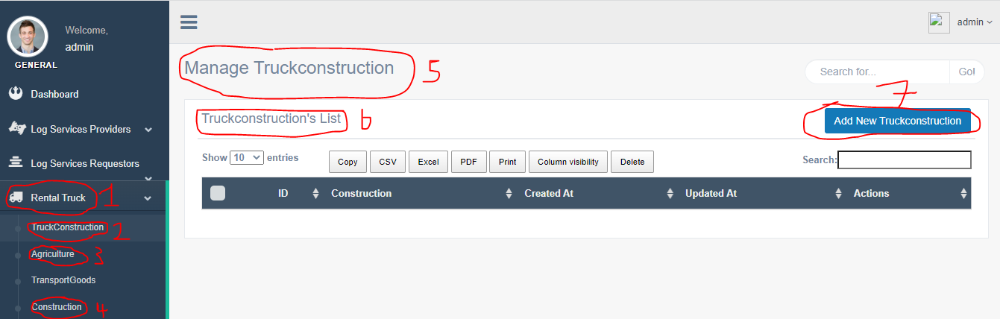 Welcome,
admin
GENERAL
Dashboard
Log Services Providers
Log Services Requestors
Rental Truck 1
TruckConstruction 2
Agriculture 3
TransportGoods
Construction 4
admin
Manage Truckconstruction 5
Search for... Go!
7
Truckconstruction's List 6
Add New Truckconstruction
Show 10 entries
Copy CSV Excel PDF Print Column visibility Delete
Search:
ID Construction Created At Updated At Actions